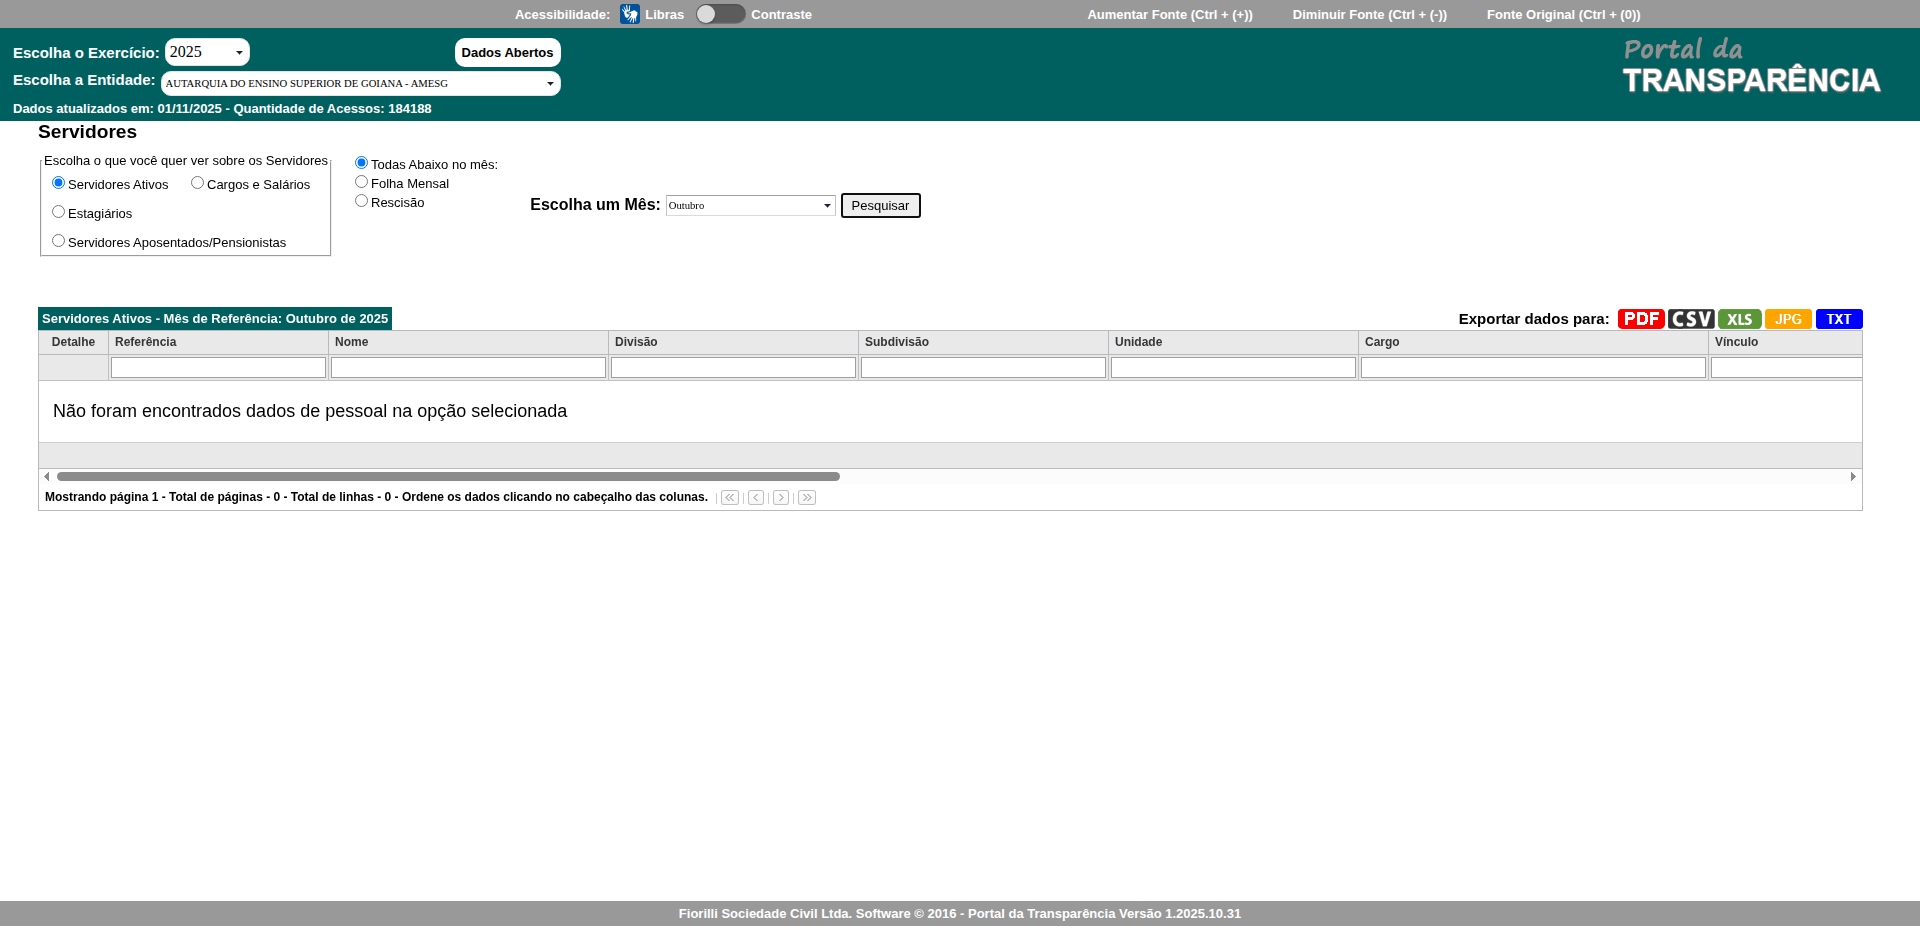 Acessibilidade: Libras Contraste Aumentar Fonte (Ctrl + (+)) Diminuir Fonte (Ctrl + (-)) Fonte Original (Ctrl + (0))
Escolha o Exercício: 2025 Dados Abertos
Escolha a Entidade: AUTARQUIA DO ENSINO SUPERIOR DE GOIANA - AMESG
Dados atualizados em: 01/11/2025 - Quantidade de Acessos: 184188
Portal da
TRANSPARÊNCIA
Servidores
Escolha o que você quer ver sobre os Servidores
Servidores Ativos Cargos e Salários
Estagiários
Servidores Aposentados/Pensionistas
Todas Abaixo no mês:
Folha Mensal
Rescisão
Escolha um Mês: Outubro Pesquisar
Servidores Ativos - Mês de Referência: Outubro de 2025
Exportar dados para: PDF CSV XLS JPG TXT
Detalhe Referência Nome Divisão Subdivisão Unidade Cargo Vínculo
Não foram encontrados dados de pessoal na opção selecionada
Mostrando página 1 - Total de páginas - 0 - Total de linhas - 0 - Ordene os dados clicando no cabeçalho das colunas.
Fiorilli Sociedade Civil Ltda. Software © 2016 - Portal da Transparência Versão 1.2025.10.31